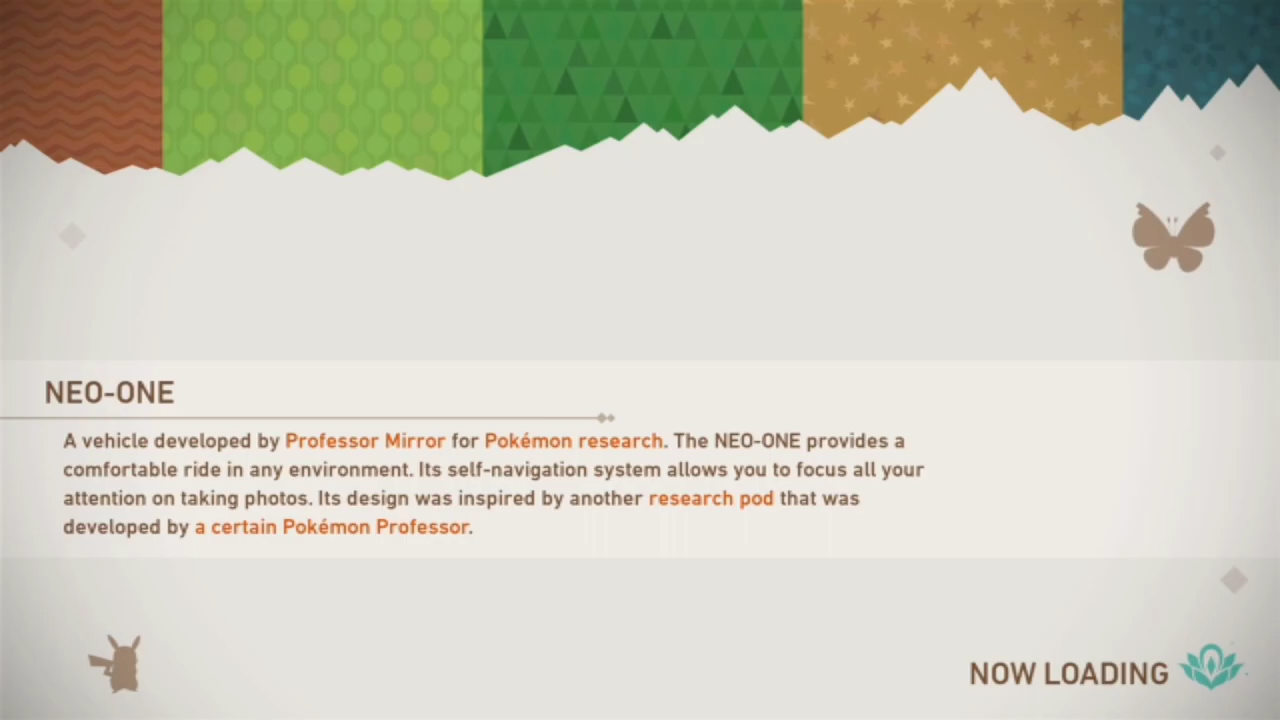 NEO-ONE
A vehicle developed by Professor Mirror for Pokémon research. The NEO-ONE provides a
comfortable ride in any environment. Its self-navigation system allows you to focus all your
attention on taking photos. Its design was inspired by another research pod that was
developed by a certain Pokémon Professor.
NOW LOADING